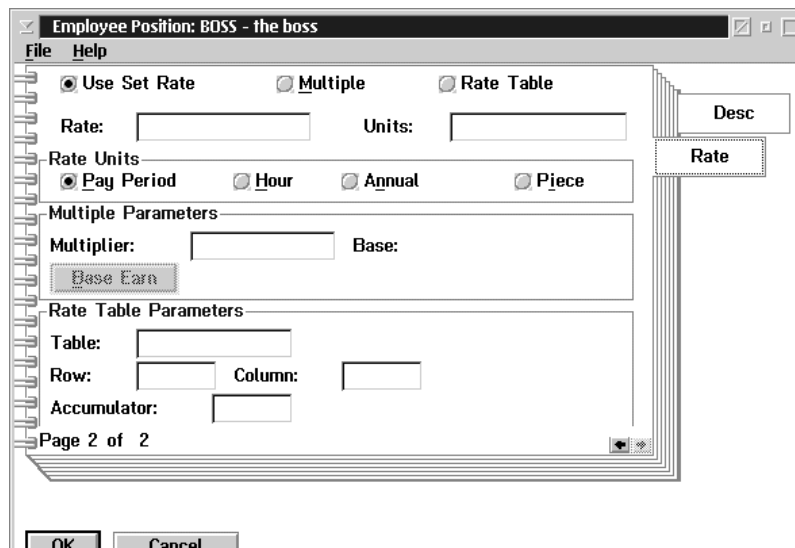 Employee Position: BOSS - the boss
File Help
Use Set Rate Multiple Rate Table
Rate: Units:
Rate Units
Pay Period Hour Annual Piece
Multiple Parameters
Multiplier: Base:
Base Earn
Rate Table Parameters
Table:
Row: Column:
Accumulator:
Page 2 of 2
Desc
Rate
OK Cancel